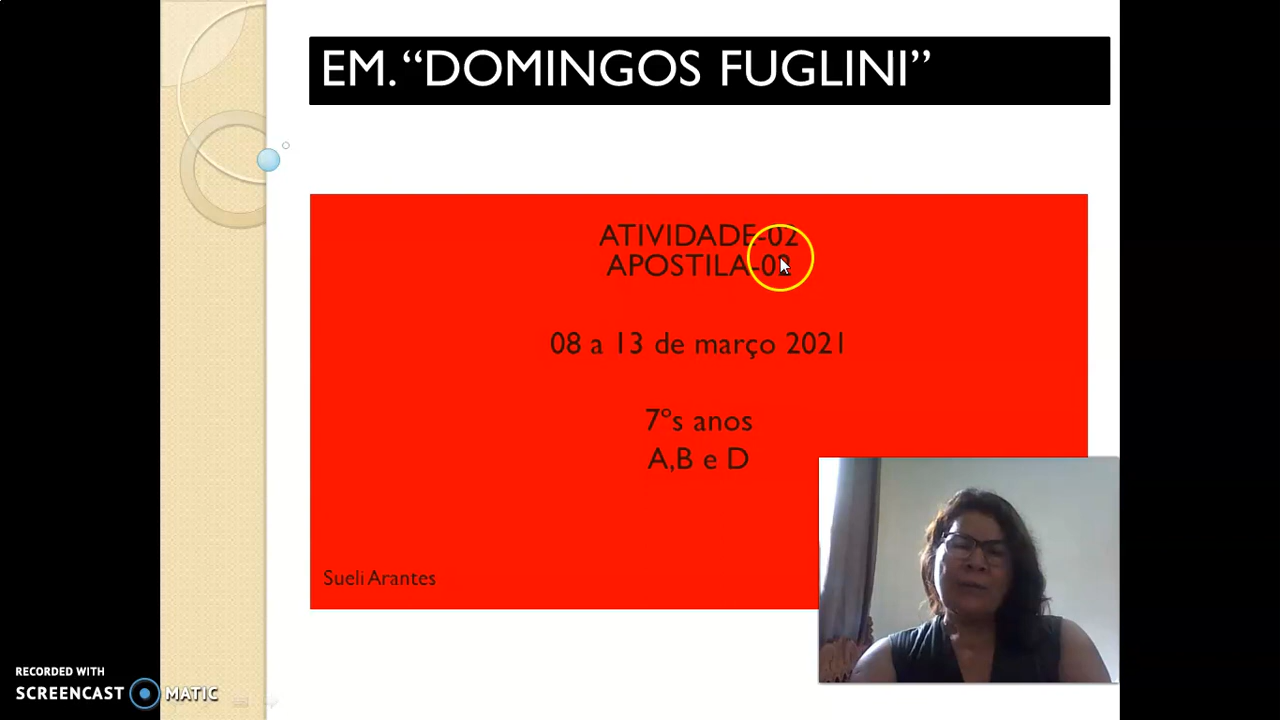 EM. “DOMINGOS FUGLINI”
ATIVIDADE-02
APOSTILA-02
08 a 13 de março 2021
7ºs anos
A,B e D
Sueli Arantes
RECORDED WITH
SCREENCAST MATIC